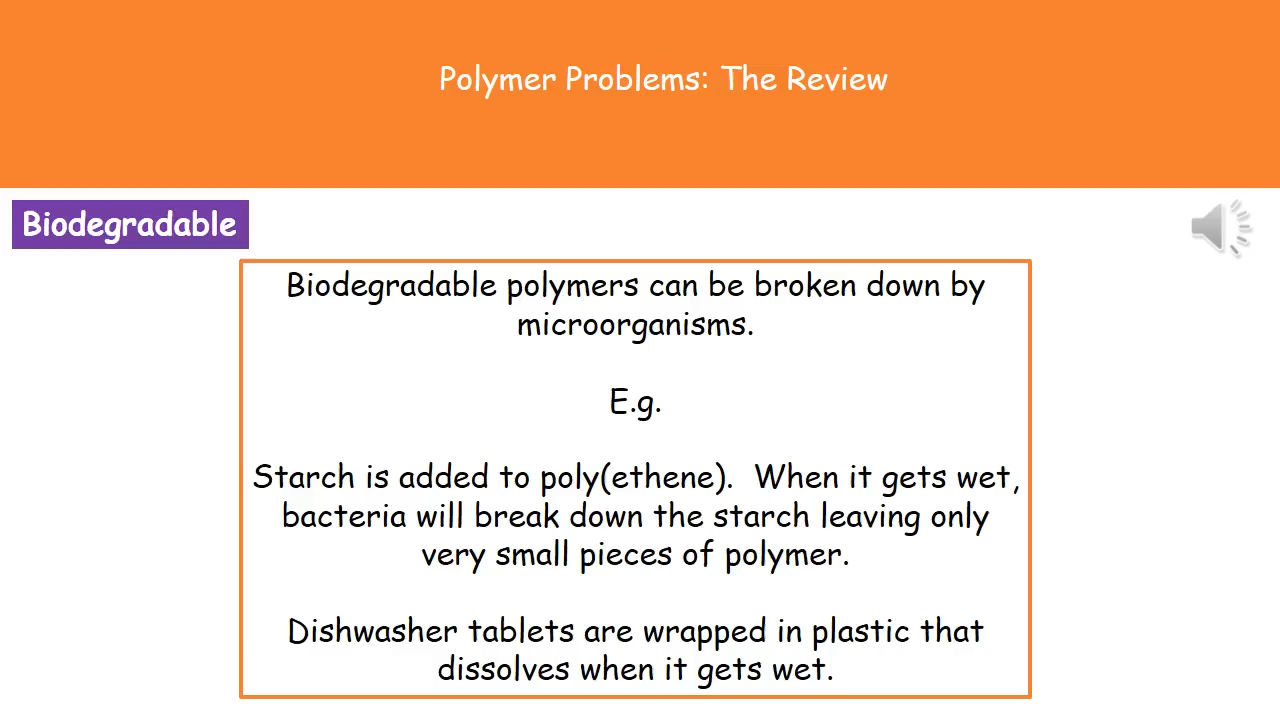 Polymer Problems: The Review
Biodegradable
Biodegradable polymers can be broken down by
microorganisms.
E.g.
Starch is added to poly(ethene).  When it gets wet,
bacteria will break down the starch leaving only
very small pieces of polymer.
Dishwasher tablets are wrapped in plastic that
dissolves when it gets wet.